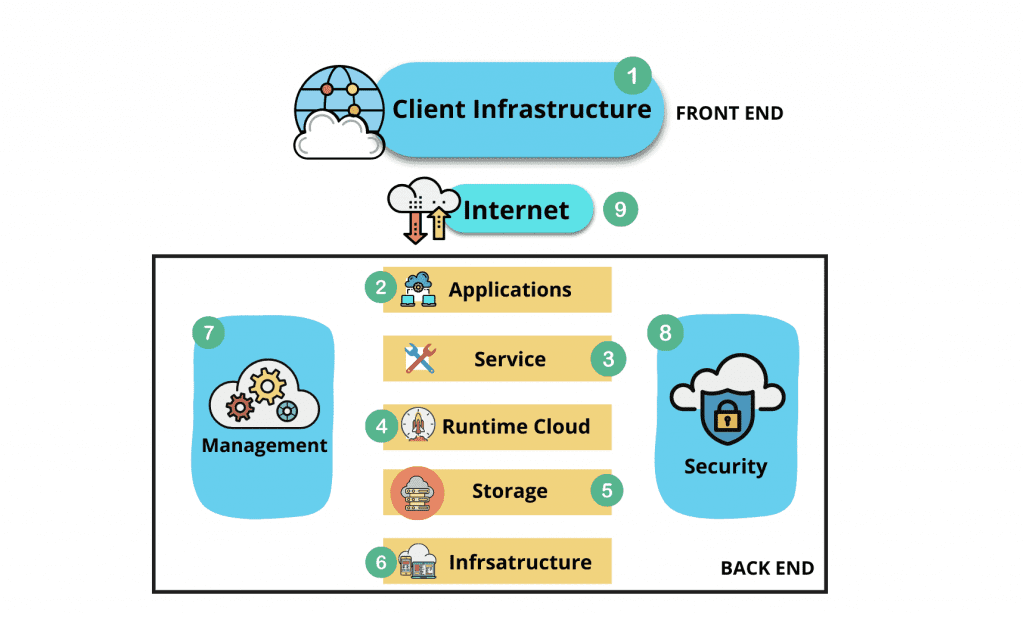 1
Client Infrastructure
FRONT END
Internet
9
2
Applications
7
8
Service
3
4
Runtime Cloud
Management
Security
Storage
5
6
Infrsatructure
BACK END